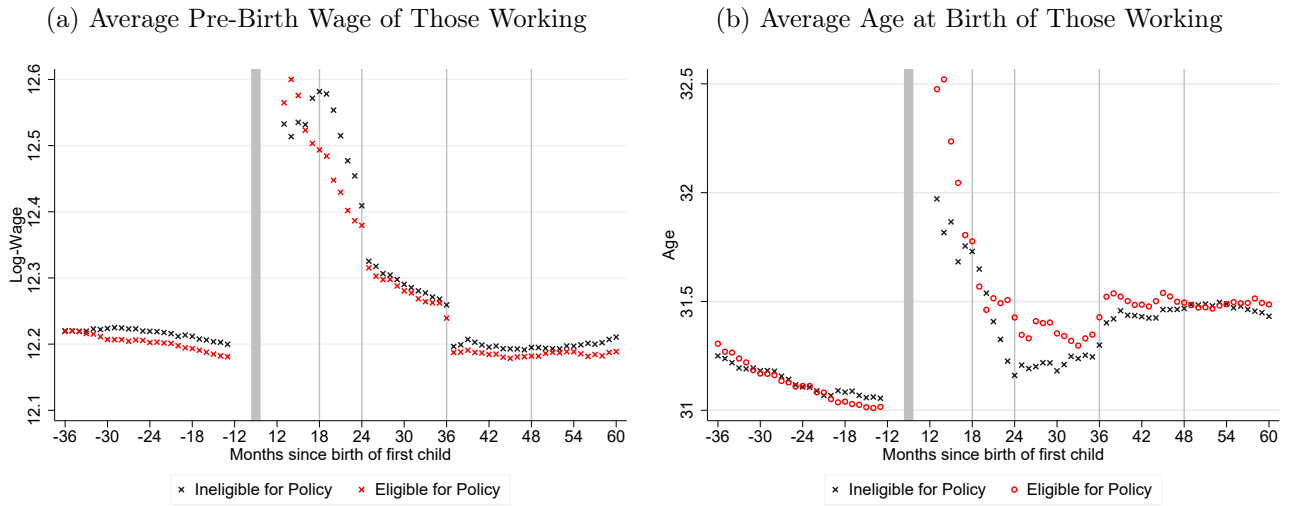 (a) Average Pre-Birth Wage of Those Working
Log-Wage
12.6
12.5
12.4
12.3
12.2
12.1
-36 -30 -24 -18 -12 12 18 24 30 36 42 48 54 60
Months since birth of first child
× Ineligible for Policy × Eligible for Policy
(b) Average Age at Birth of Those Working
Age
32.5
32
31.5
31
-36 -30 -24 -18 -12 12 18 24 30 36 42 48 54 60
Months since birth of first child
× Ineligible for Policy o Eligible for Policy